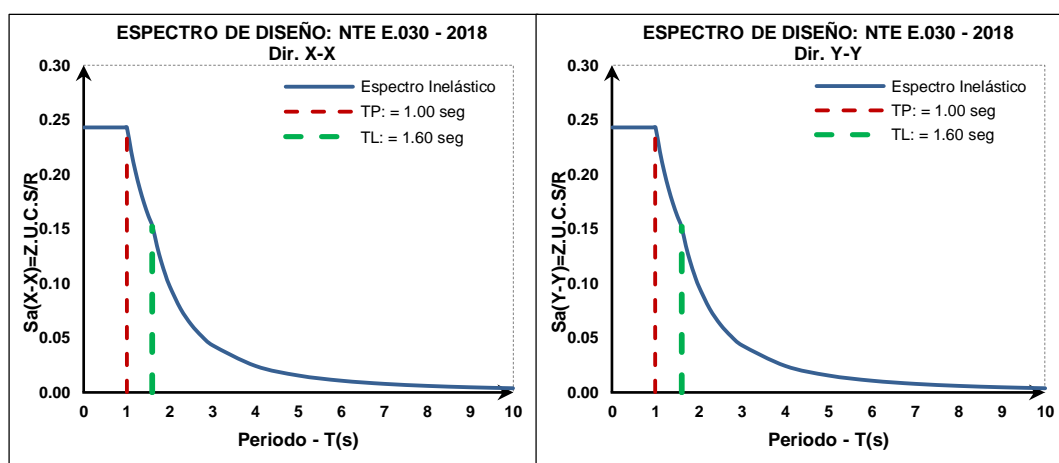 ESPECTRO DE DISEÑO: NTE E.030 - 2018
Dir. X-X
Sa(X-X)=Z.U.C.S/R
0.30
0.25
0.20
0.15
0.10
0.05
0.00
Espectro Inelástico
TP: = 1.00 seg
TL: = 1.60 seg
0 1 2 3 4 5 6 7 8 9 10
Periodo - T(s)
ESPECTRO DE DISEÑO: NTE E.030 - 2018
Dir. Y-Y
Sa(Y-Y)=Z.U.C.S/R
0.30
0.25
0.20
0.15
0.10
0.05
0.00
Espectro Inelástico
TP: = 1.00 seg
TL: = 1.60 seg
0 1 2 3 4 5 6 7 8 9 10
Periodo - T(s)